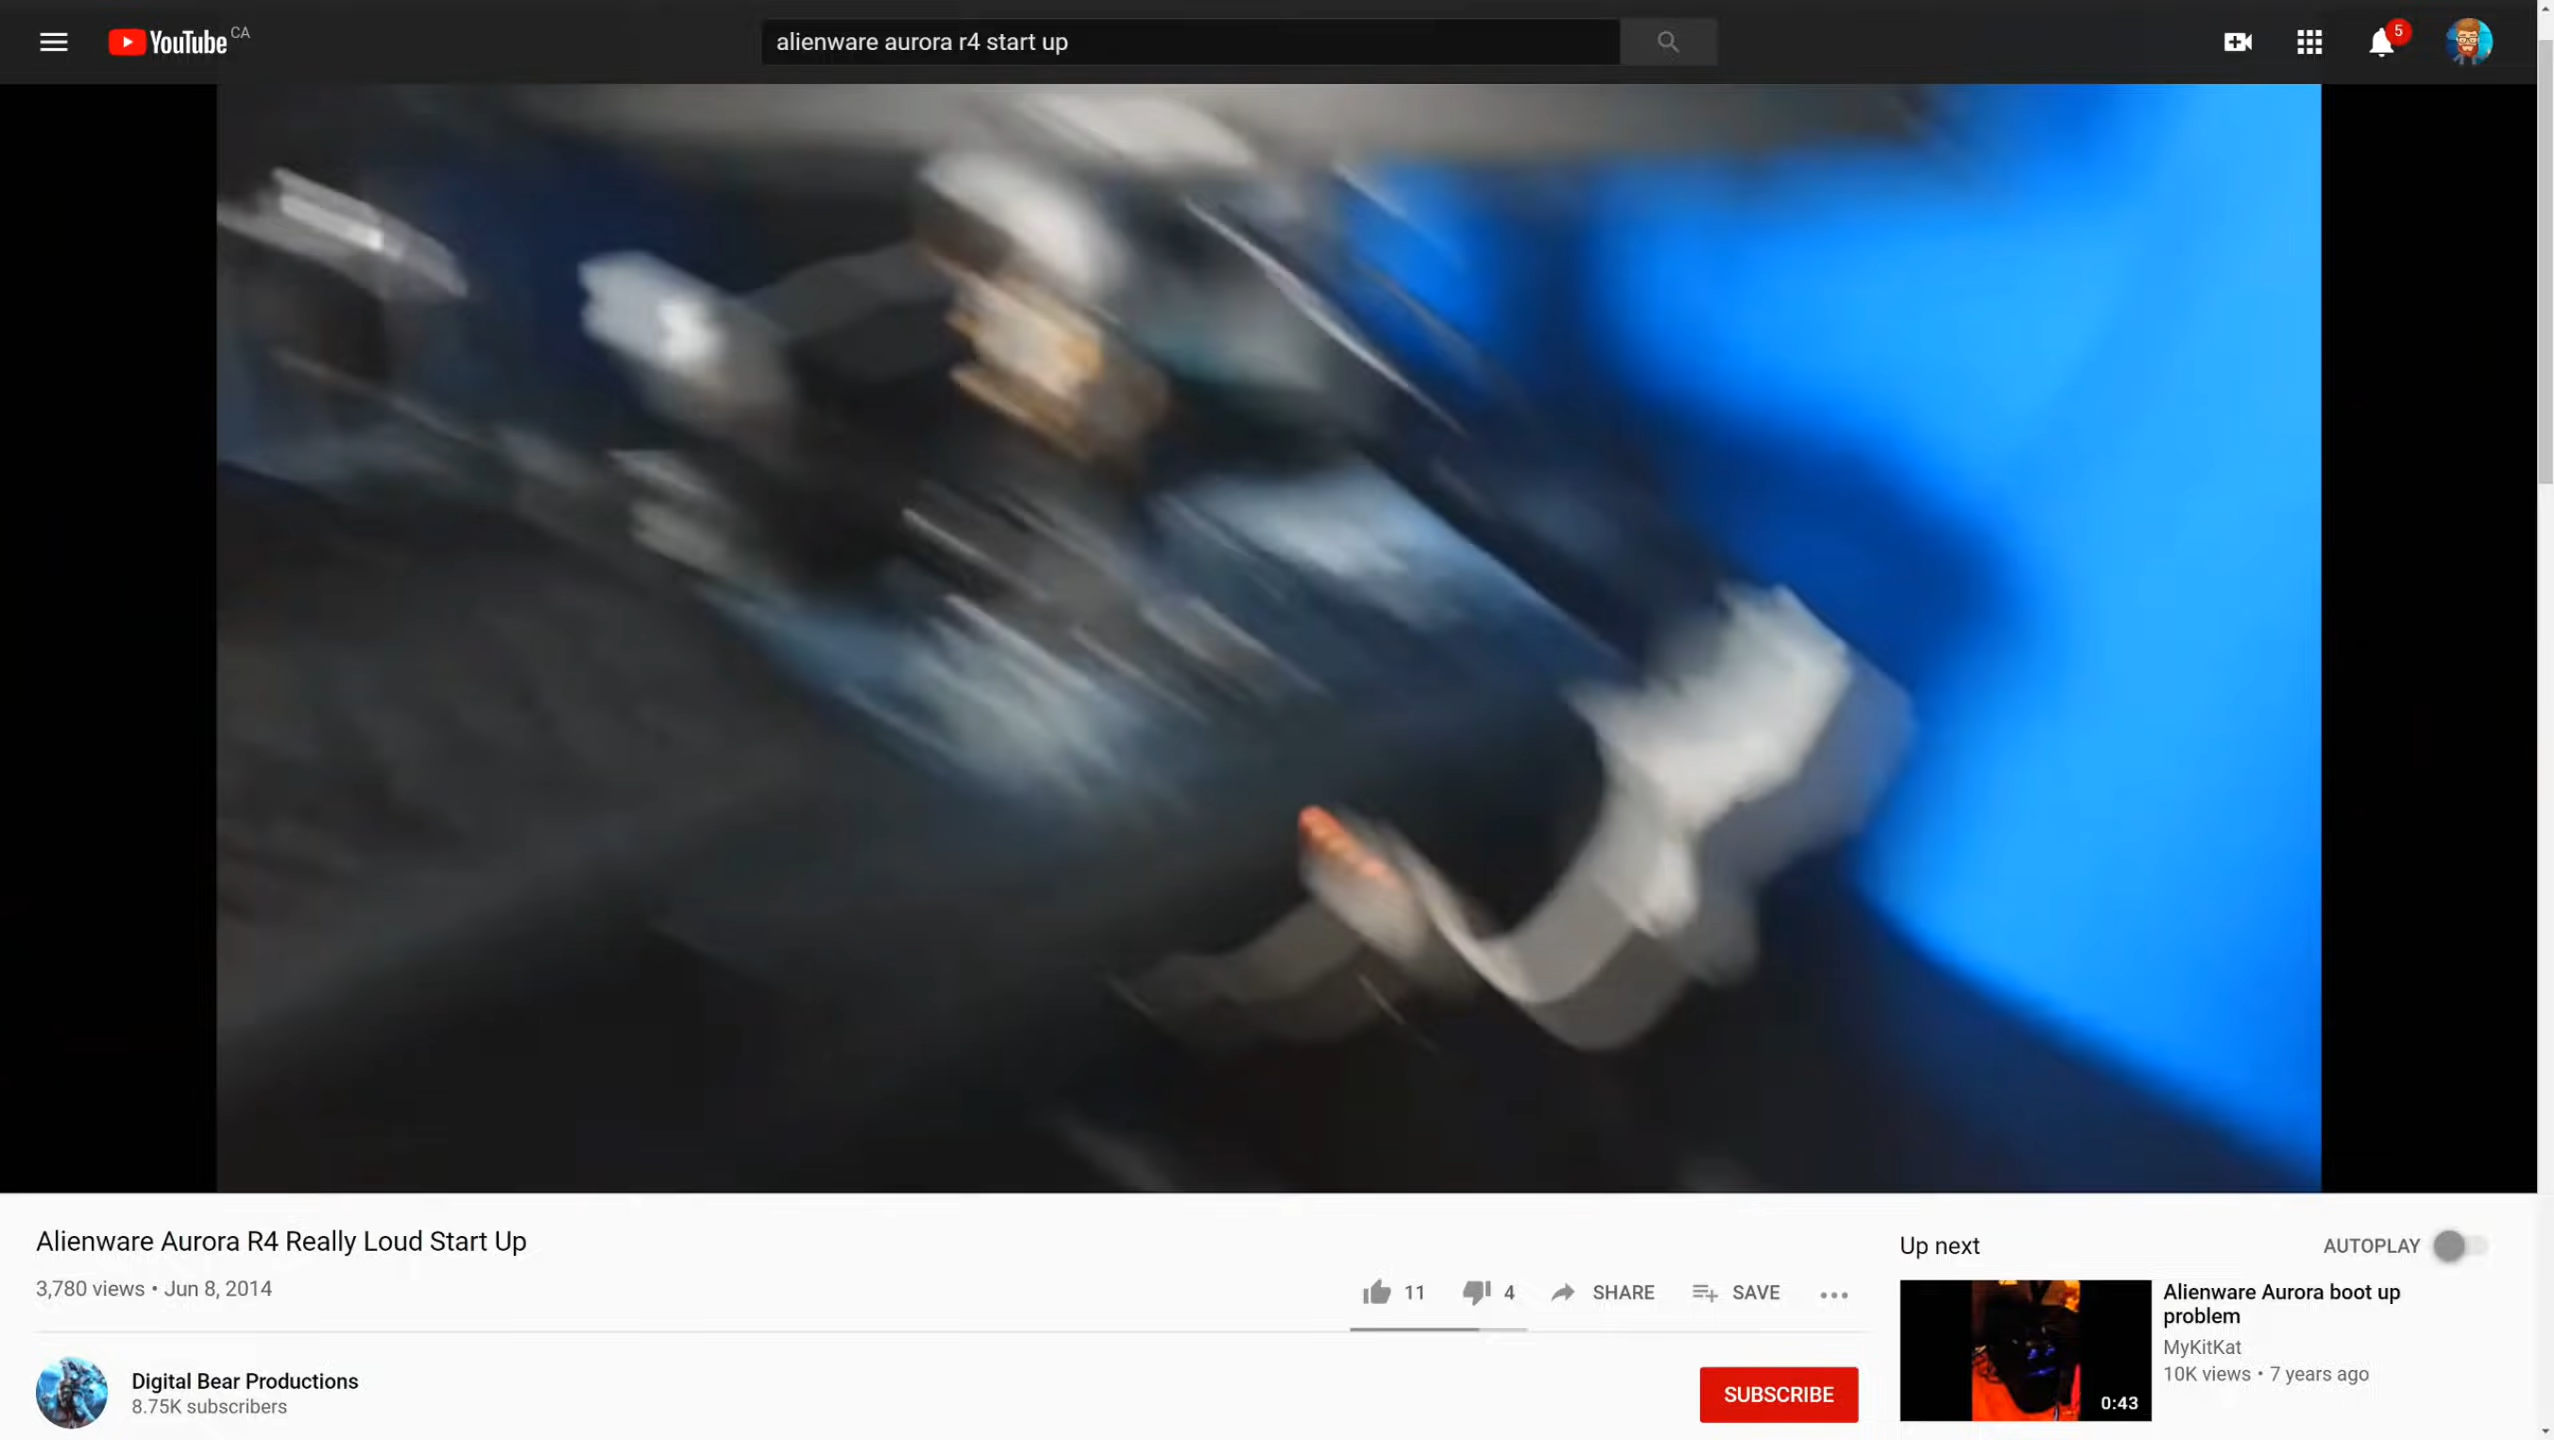 YouTube CA
alienware aurora r4 start up
5
Alienware Aurora R4 Really Loud Start Up
3,780 views • Jun 8, 2014
11
4
SHARE
SAVE
Digital Bear Productions
8.75K subscribers
SUBSCRIBE
Up next
AUTOPLAY
0:43
Alienware Aurora boot up
problem
MyKitKat
10K views • 7 years ago